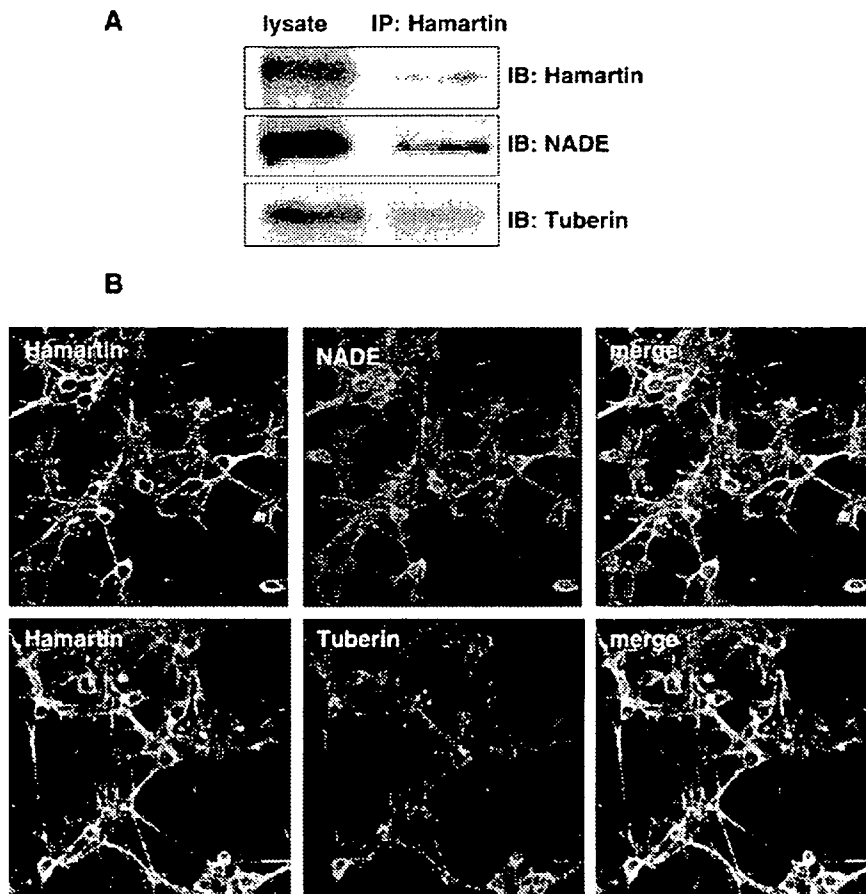 A
lysate IP: Hamartin
IB: Hamartin
IB: NADE
IB: Tuberin
B
Hamartin NADE merge
Hamartin Tuberin merge